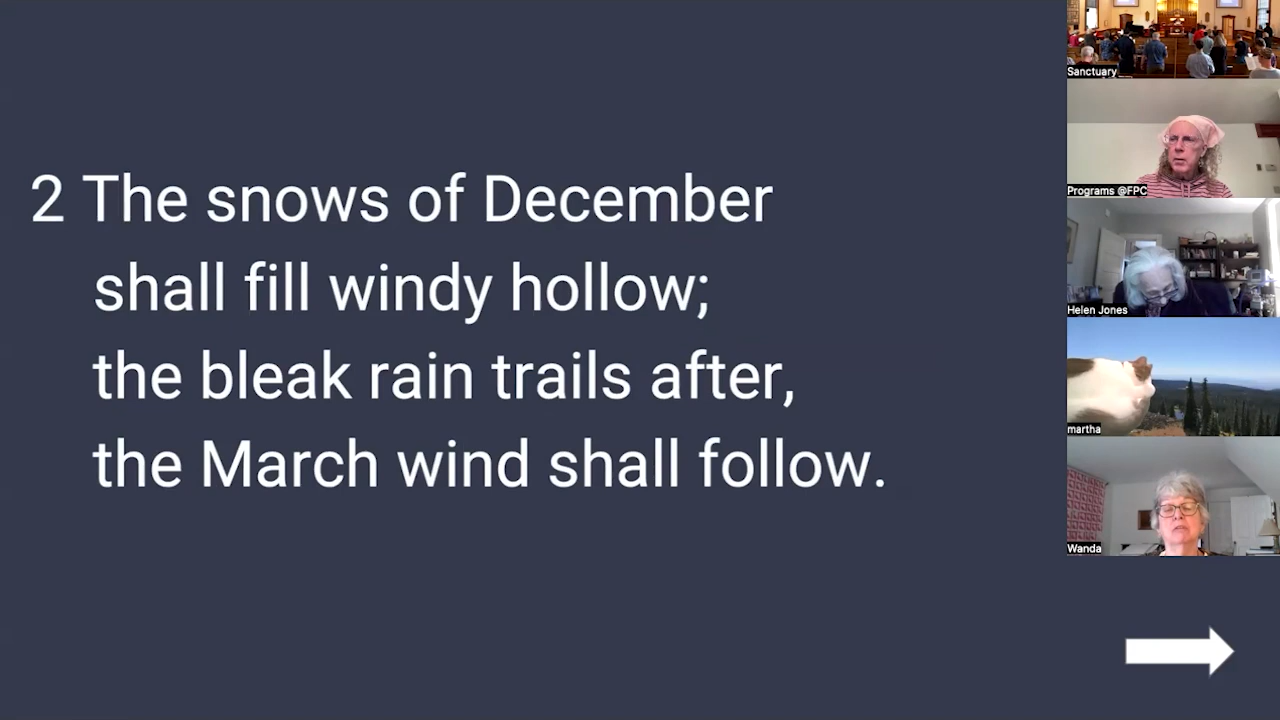 2 The snows of December
shall fill windy hollow;
the bleak rain trails after,
the March wind shall follow.
Sanctuary
Programs @FPC
Helen Jones
martha
Wanda